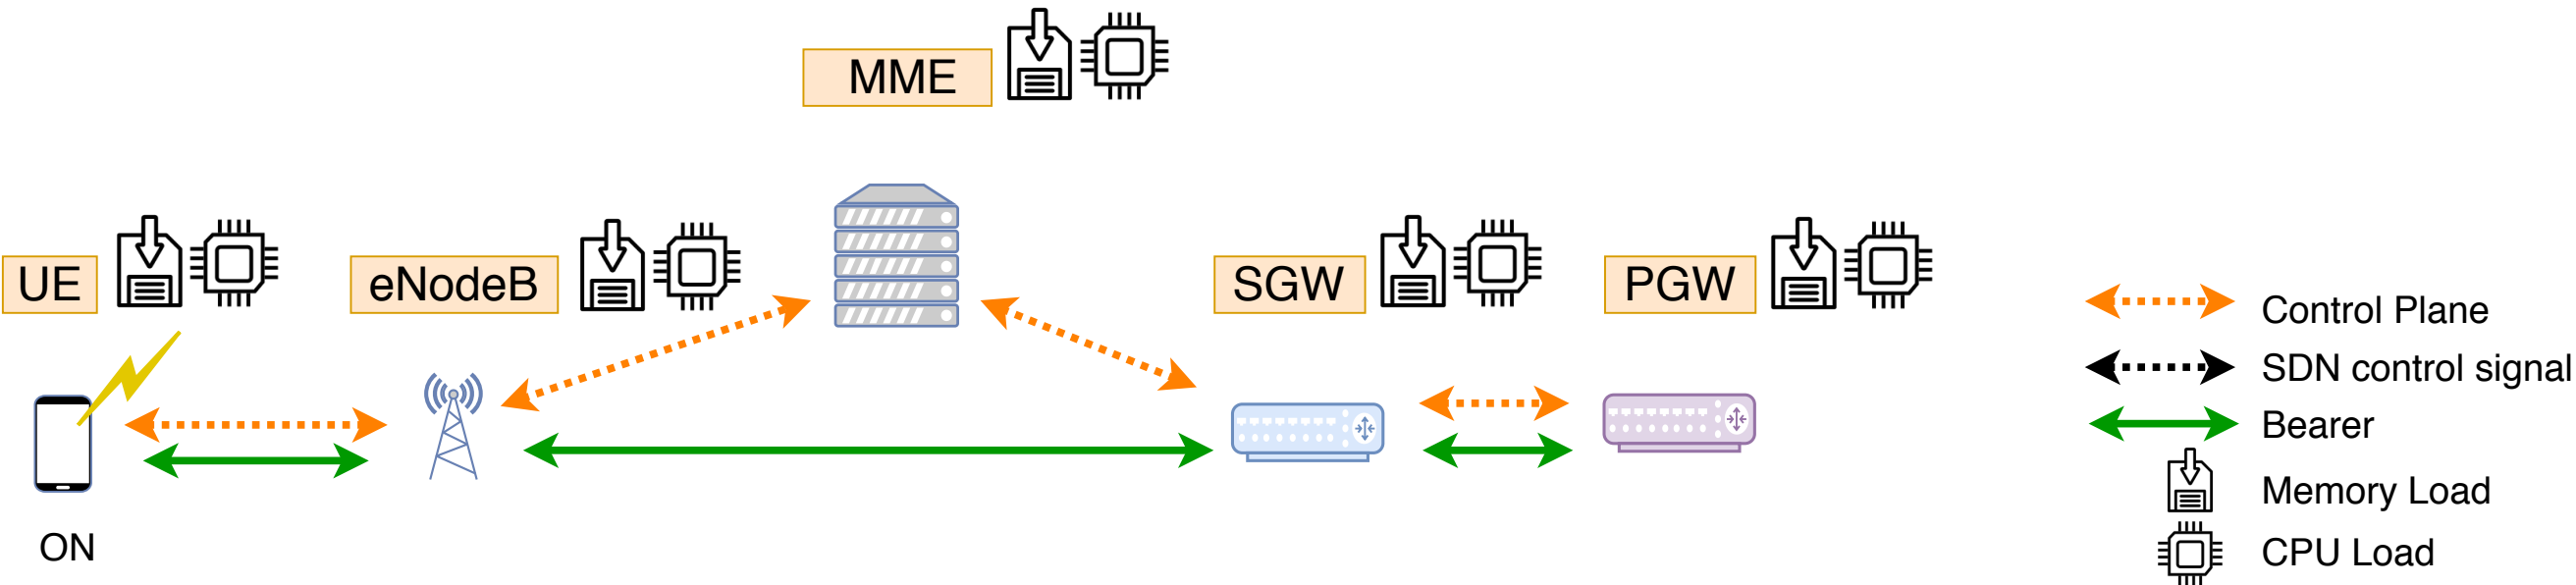 MME
UE
eNodeB
SGW
PGW
Control Plane
SDN control signal
Bearer
Memory Load
ON
CPU Load